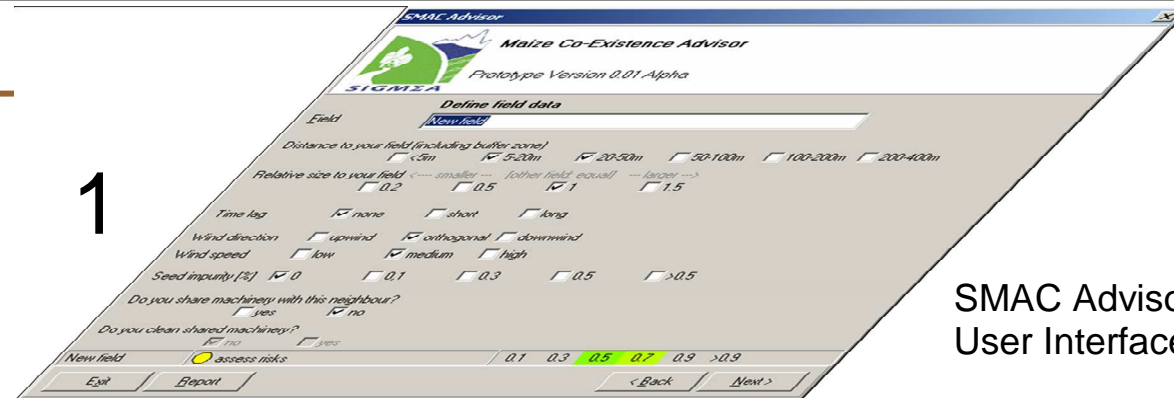 SMAC Advisor
Maize Co-Existence Advisor
Prototype Version 0.01 Alpha
SIGMEA
Define field data
Field New field
Distance to your field (including buffer zone)
<5m 5-20m 20-50m 50-100m 100-200m 200-400m
Relative size to your field <---- smaller --- [other field: equal] --- larger --->
0.2 0.5 1 1.5
Time lag none short long
Wind direction upwind orthogonal downwind
Wind speed low medium high
Seed impurity [%] 0 0,1 0,3 0,5 >0.5
Do you share machinery with this neighbour?
yes no
Do you clean shared machinery?
no yes
New field assess risks 0.1 0.3 0.5 0.7 0.9 >0.9
Exit Report < Back Next >
1
SMAC Adviso
User Interface